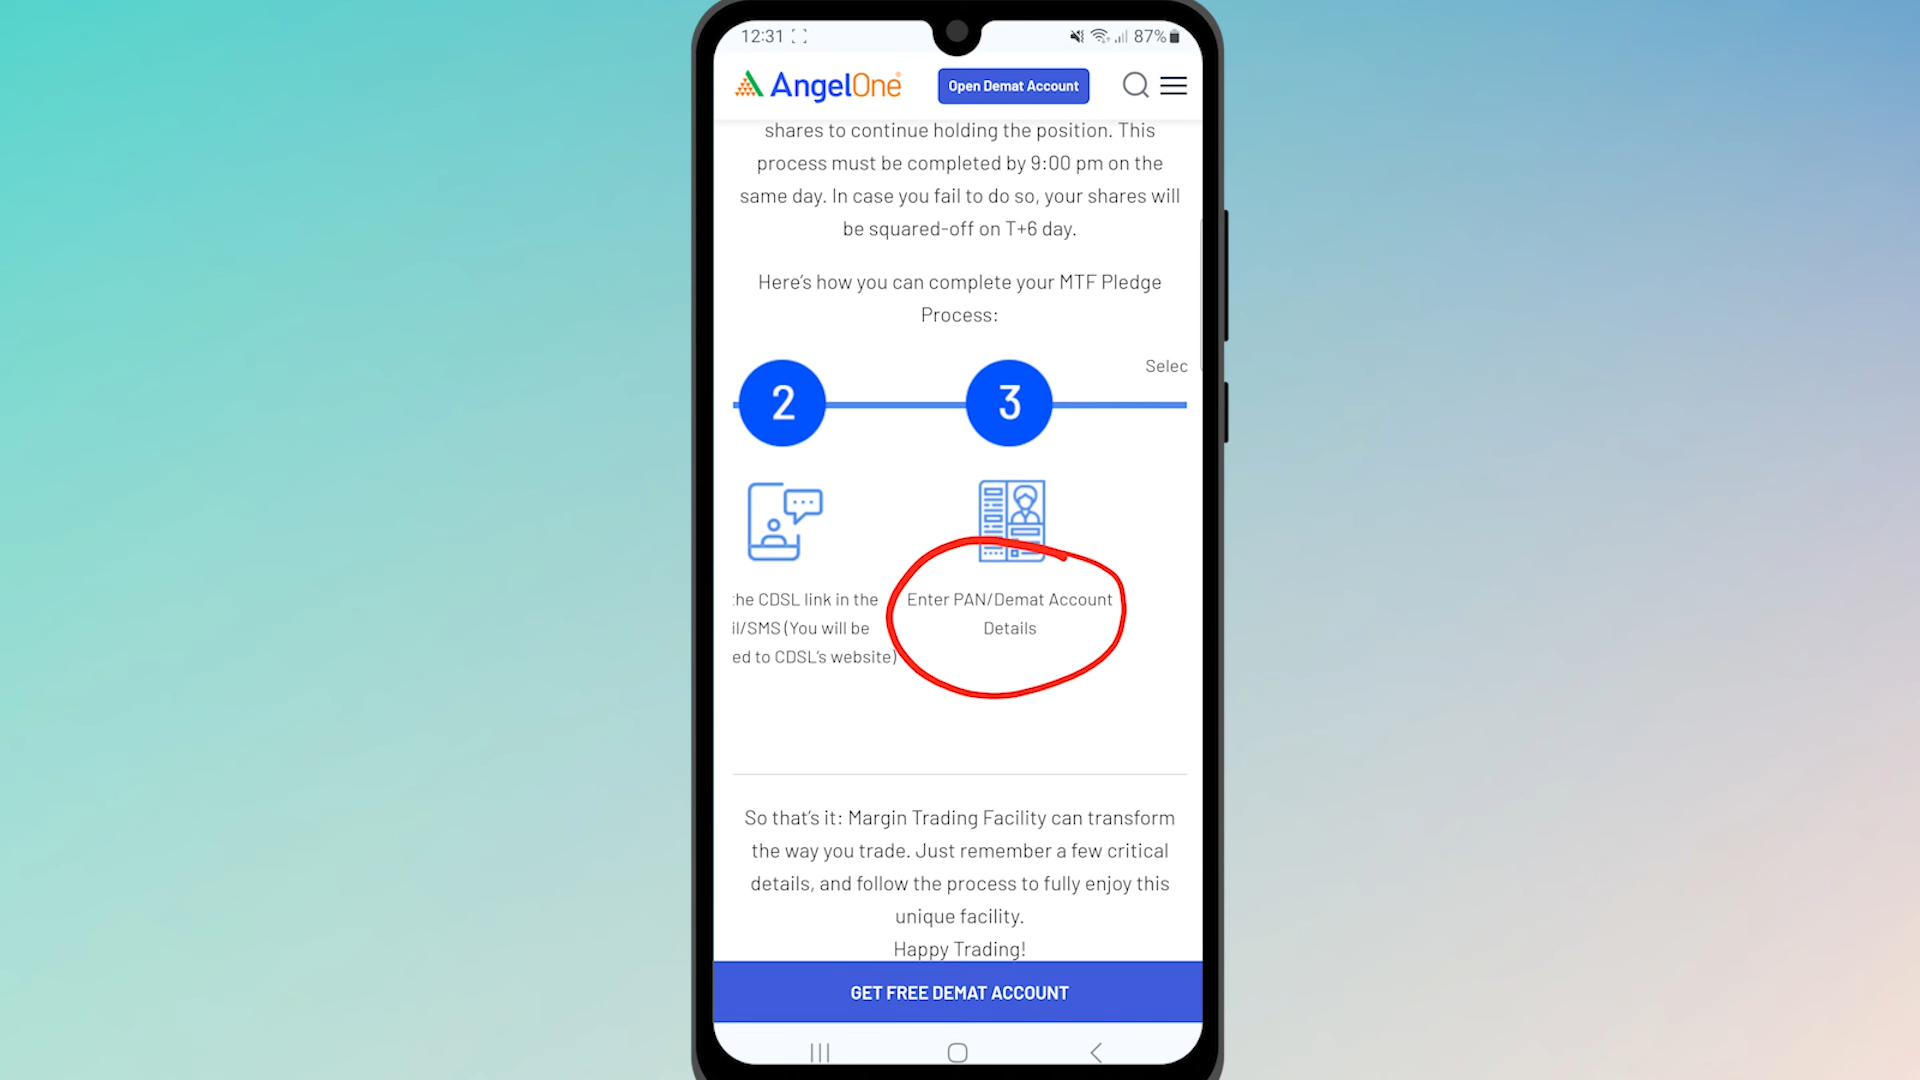 12:31
87%
AngelOne
Open Demat Account
shares to continue holding the position. This
process must be completed by 9:00 pm on the
same day. In case you fail to do so, your shares will
be squared-off on T+6 day.
Here's how you can complete your MTF Pledge
Process:
Selec
2
3
he CDSL link in the
il/SMS (You will be
ed to CDSL's website)
Enter PAN/Demat Account
Details
So that's it: Margin Trading Facility can transform
the way you trade. Just remember a few critical
details, and follow the process to fully enjoy this
unique facility.
Happy Trading!
GET FREE DEMAT ACCOUNT